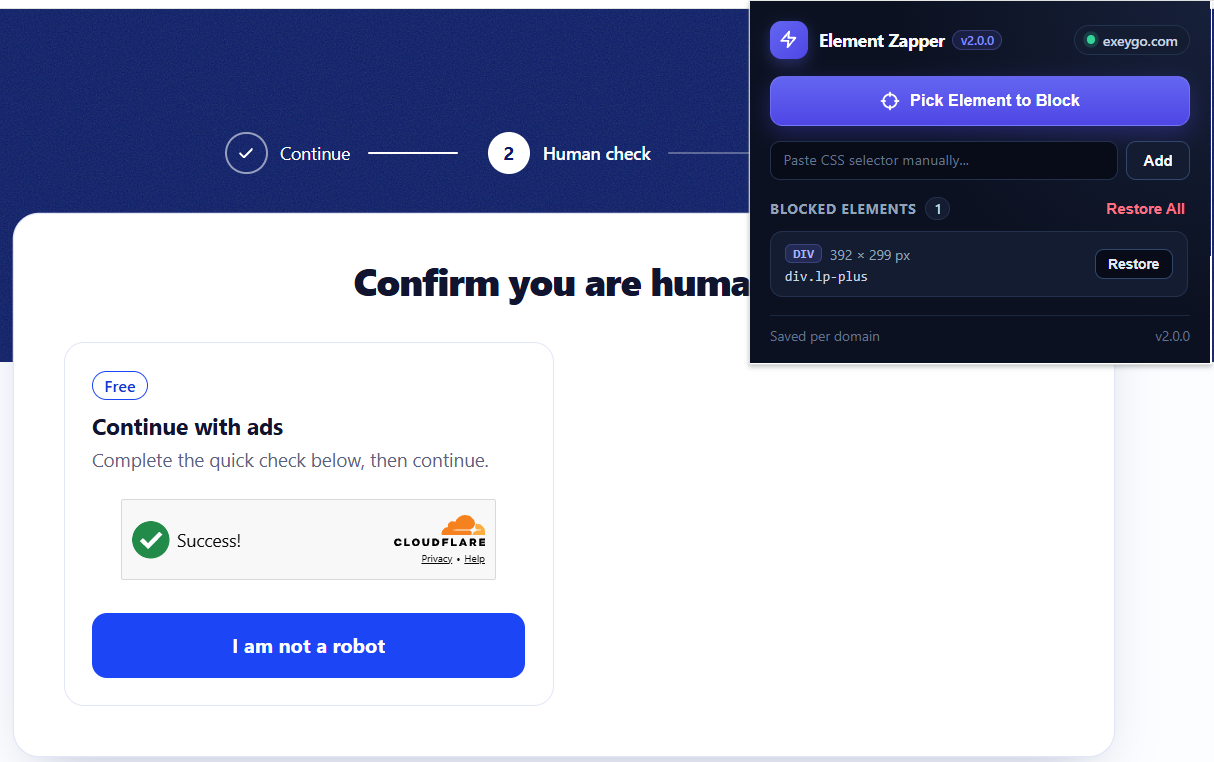 Continue
2
Human check
Confirm you are huma
Free
Continue with ads
Complete the quick check below, then continue.
Success!
CLOUDFLARE
Privacy • Help
I am not a robot
Element Zapper
v2.0.0
exeygo.com
Pick Element to Block
Paste CSS selector manually...
Add
BLOCKED ELEMENTS 1
Restore All
DIV 392 × 299 px
div.lp-plus
Restore
Saved per domain
v2.0.0